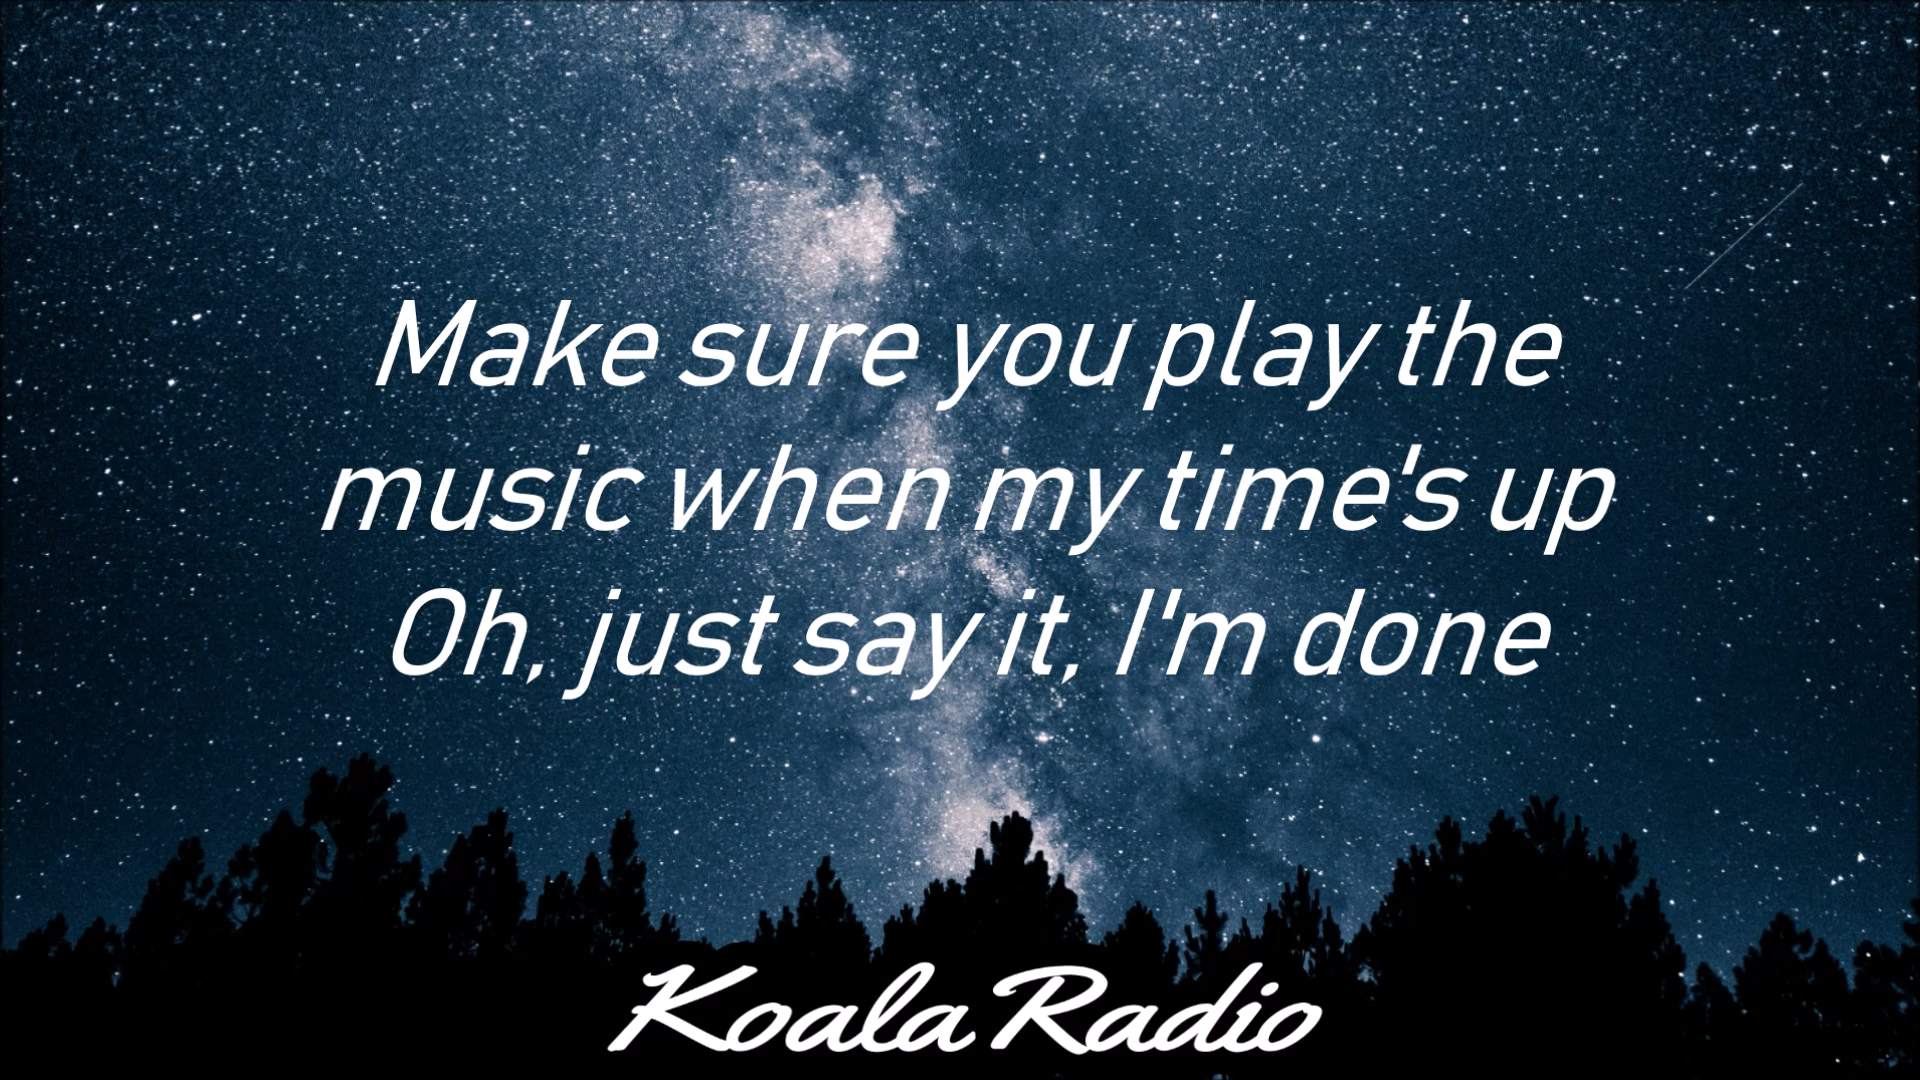 Make sure you play the
music when my time's up
Oh, just say it, I'm done
Koala Radio